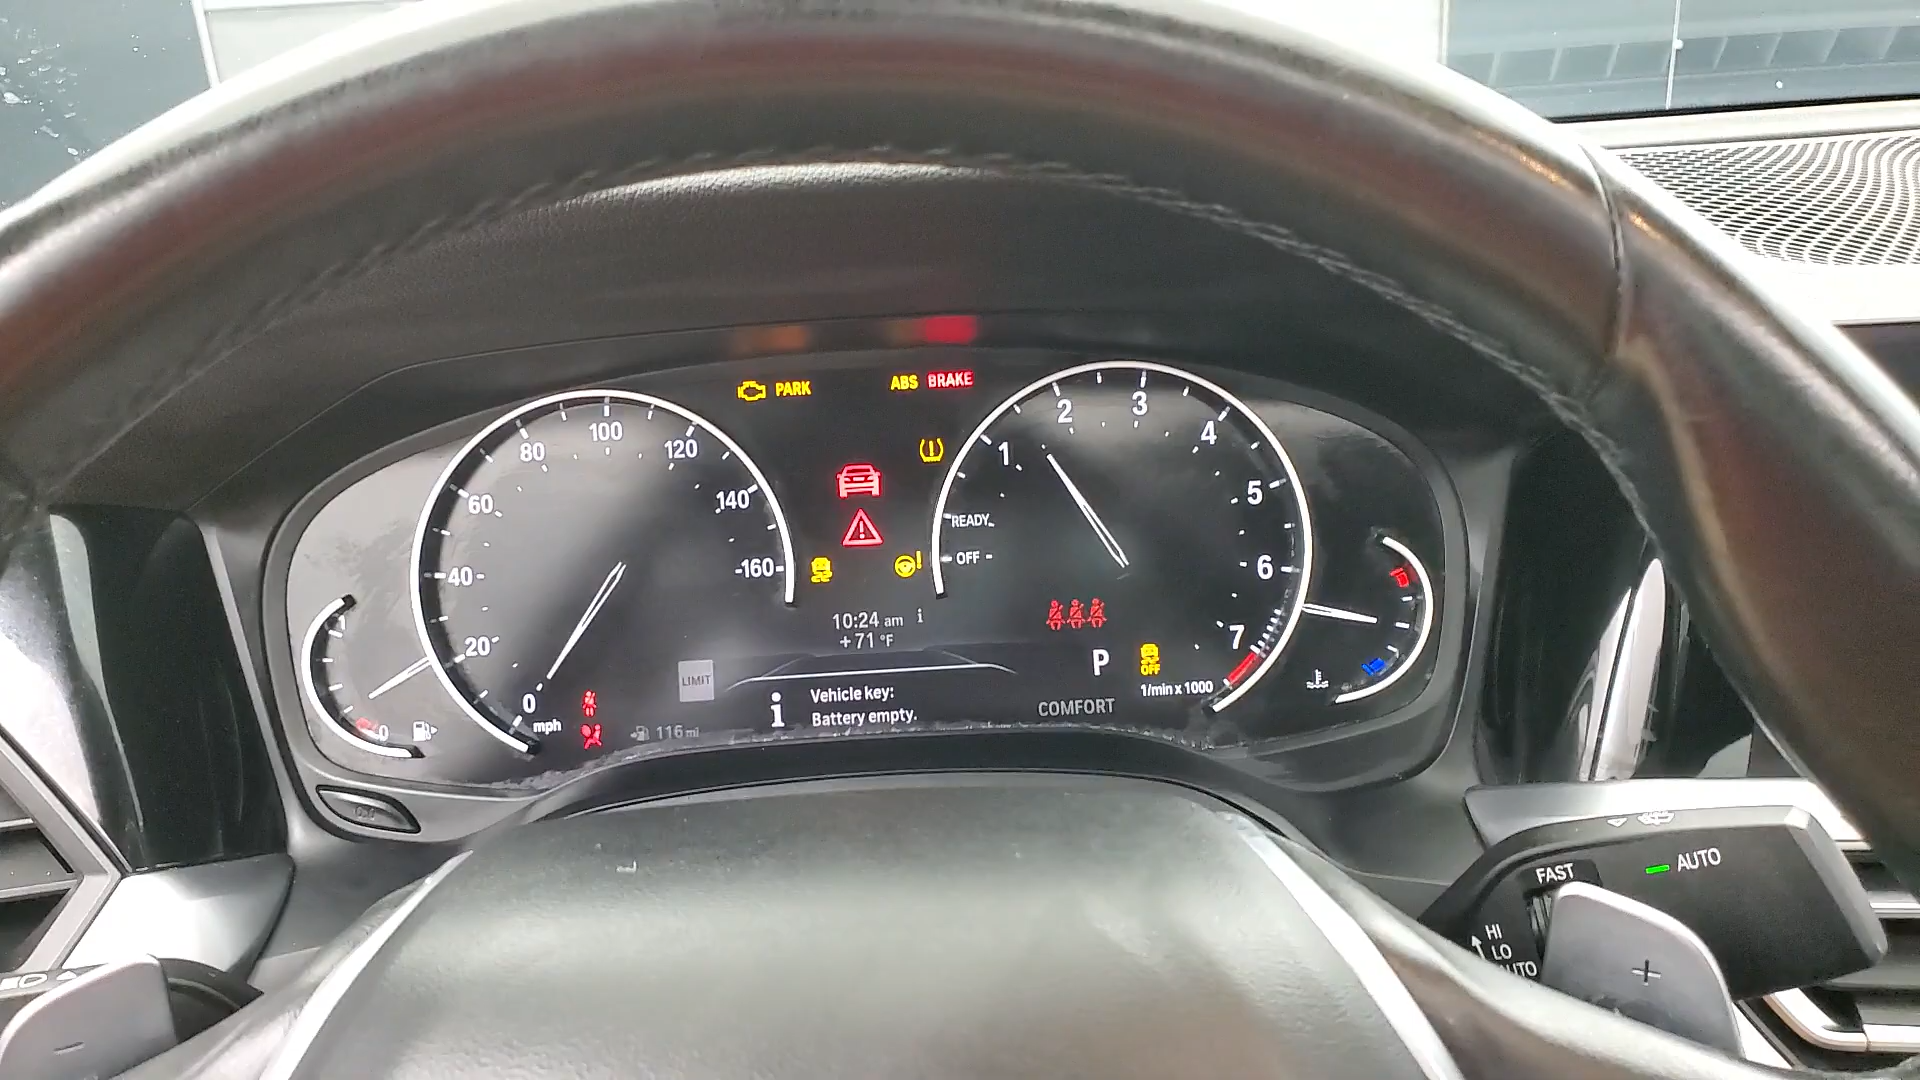 PARK
ABS BRAKE
80 100 120
60 140
40 -160-
20
0
mph
0
1 2 3 4 5 6 7
READY
OFF
10:24 am i
+71 °F
LIMIT
i Vehicle key:
Battery empty.
116 mi
P
OFF
1/min x 1000
COMFORT
FAST
AUTO
HI
LO
AUTO
+
-